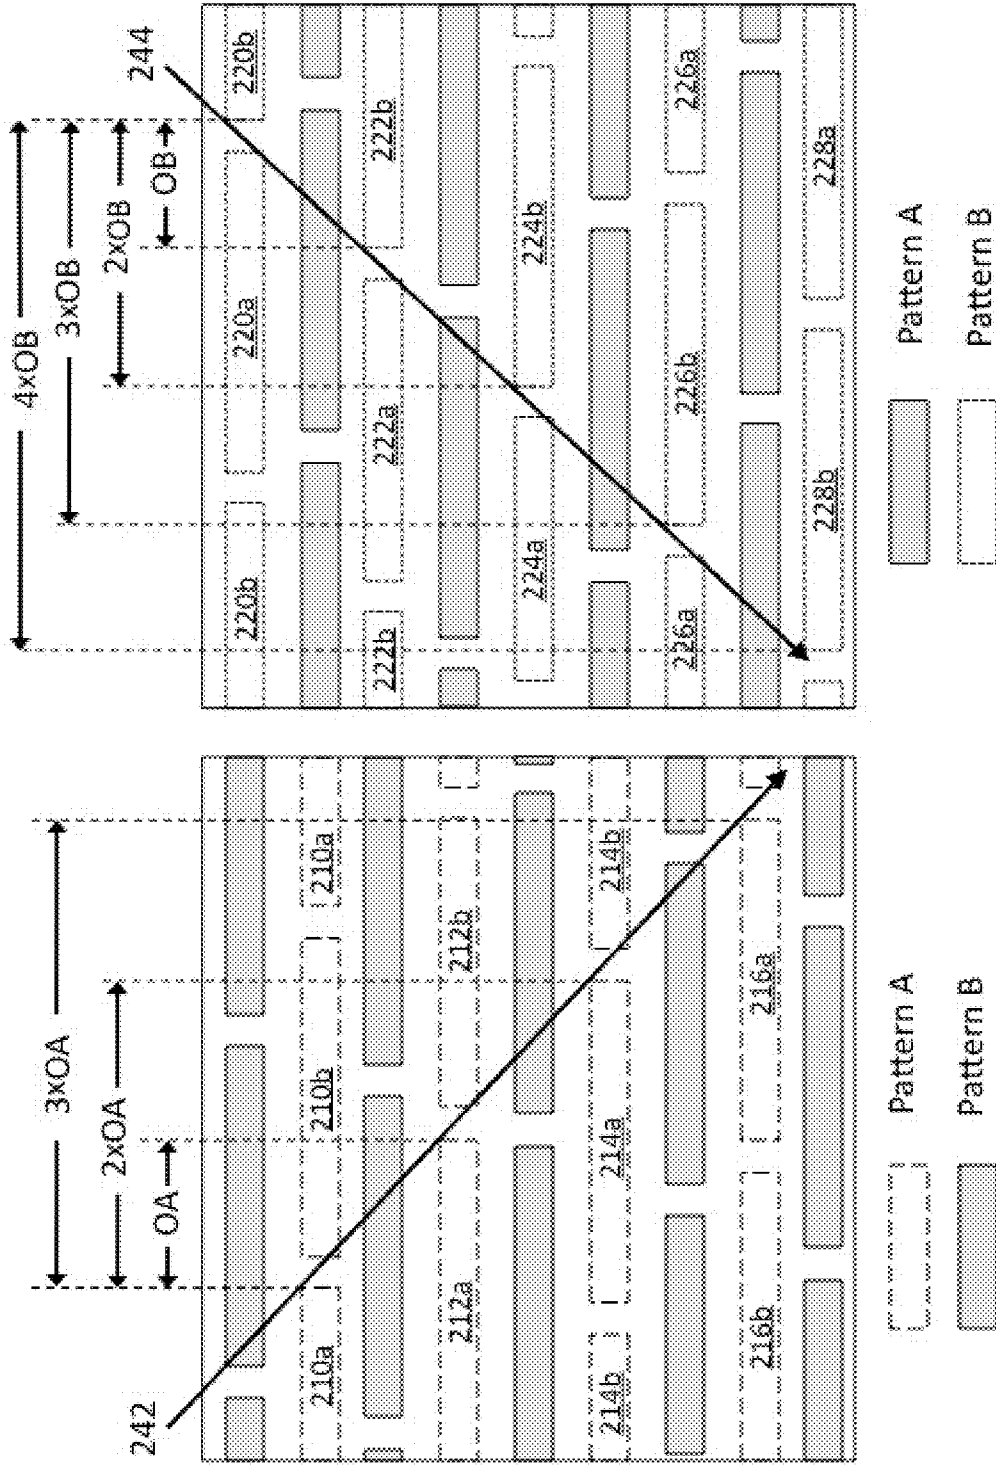 3xOA
2xOA
OA
242
210a
210b
210a
212a
212b
214b
214a
214b
216b
216a
Pattern A
Pattern B
4xOB
3xOB
2xOB
OB
244
220b
220a
220b
222b
222a
222b
224a
224b
226a
226b
226a
228b
228a
Pattern A
Pattern B